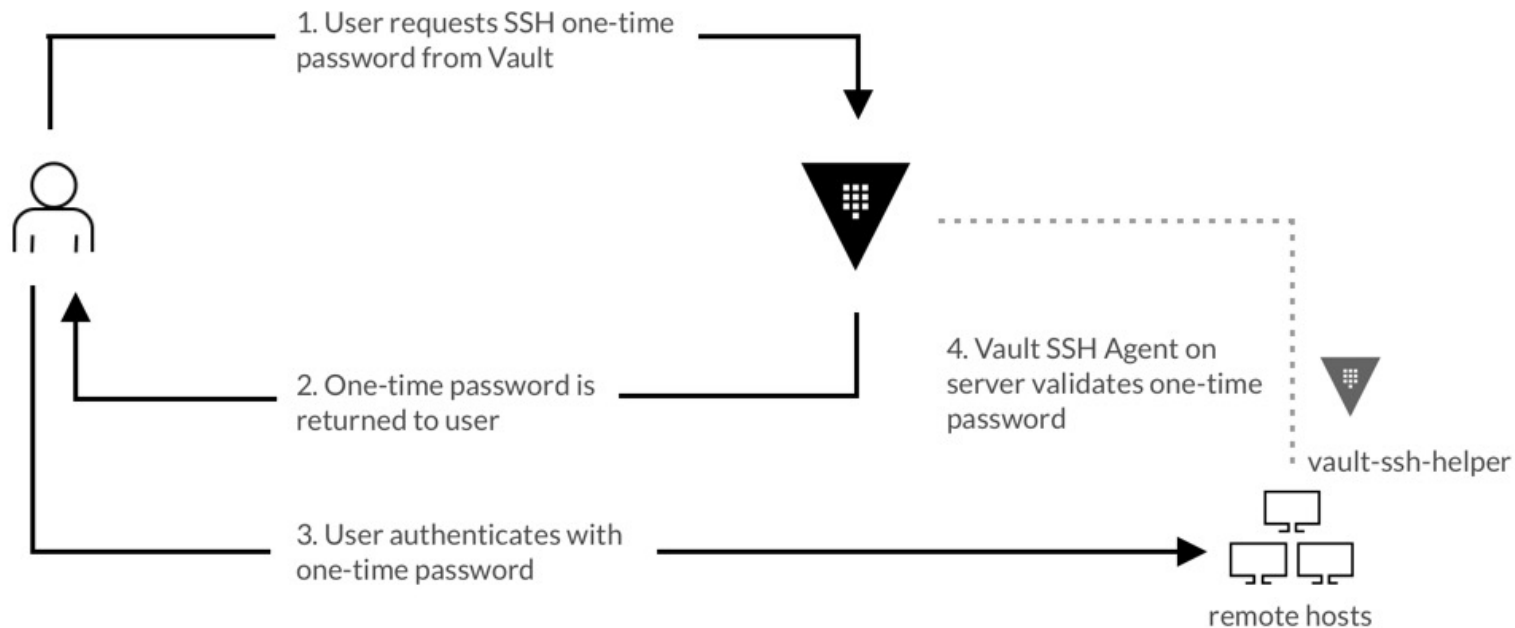 1. User requests SSH one-time
password from Vault
2. One-time password is
returned to user
4. Vault SSH Agent on
server validates one-time
password
vault-ssh-helper
3. User authenticates with
one-time password
remote hosts